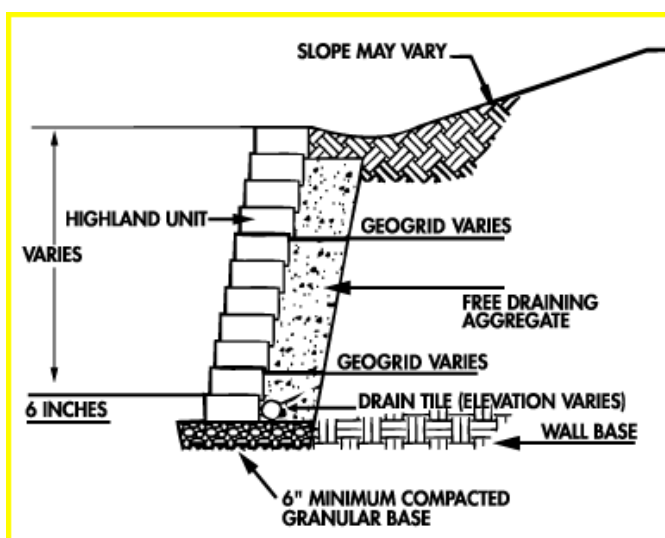 SLOPE MAY VARY
HIGHLAND UNIT
GEOGRID VARIES
VARIES
FREE DRAINING
AGGREGATE
GEOGRID VARIES
6 INCHES
DRAIN TILE (ELEVATION VARIES)
WALL BASE
6" MINIMUM COMPACTED
GRANULAR BASE